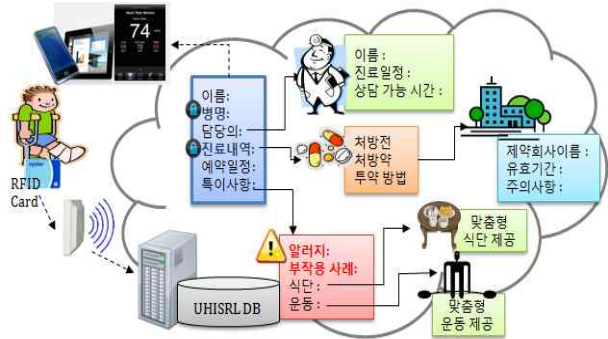 74
이름:
병명:
담당의:
진료내역:
예약일정:
특이사항:
이름 :
진료일정 :
상담 가능 시간 :
처방전
처방약
투약 방법
제약회사이름 :
유효기간 :
주의사항 :
RFID
Card
UHISRL DB
알러지:
부작용 사례:
식단 :
운동 :
맞춤형
식단 제공
맞춤형
운동 제공